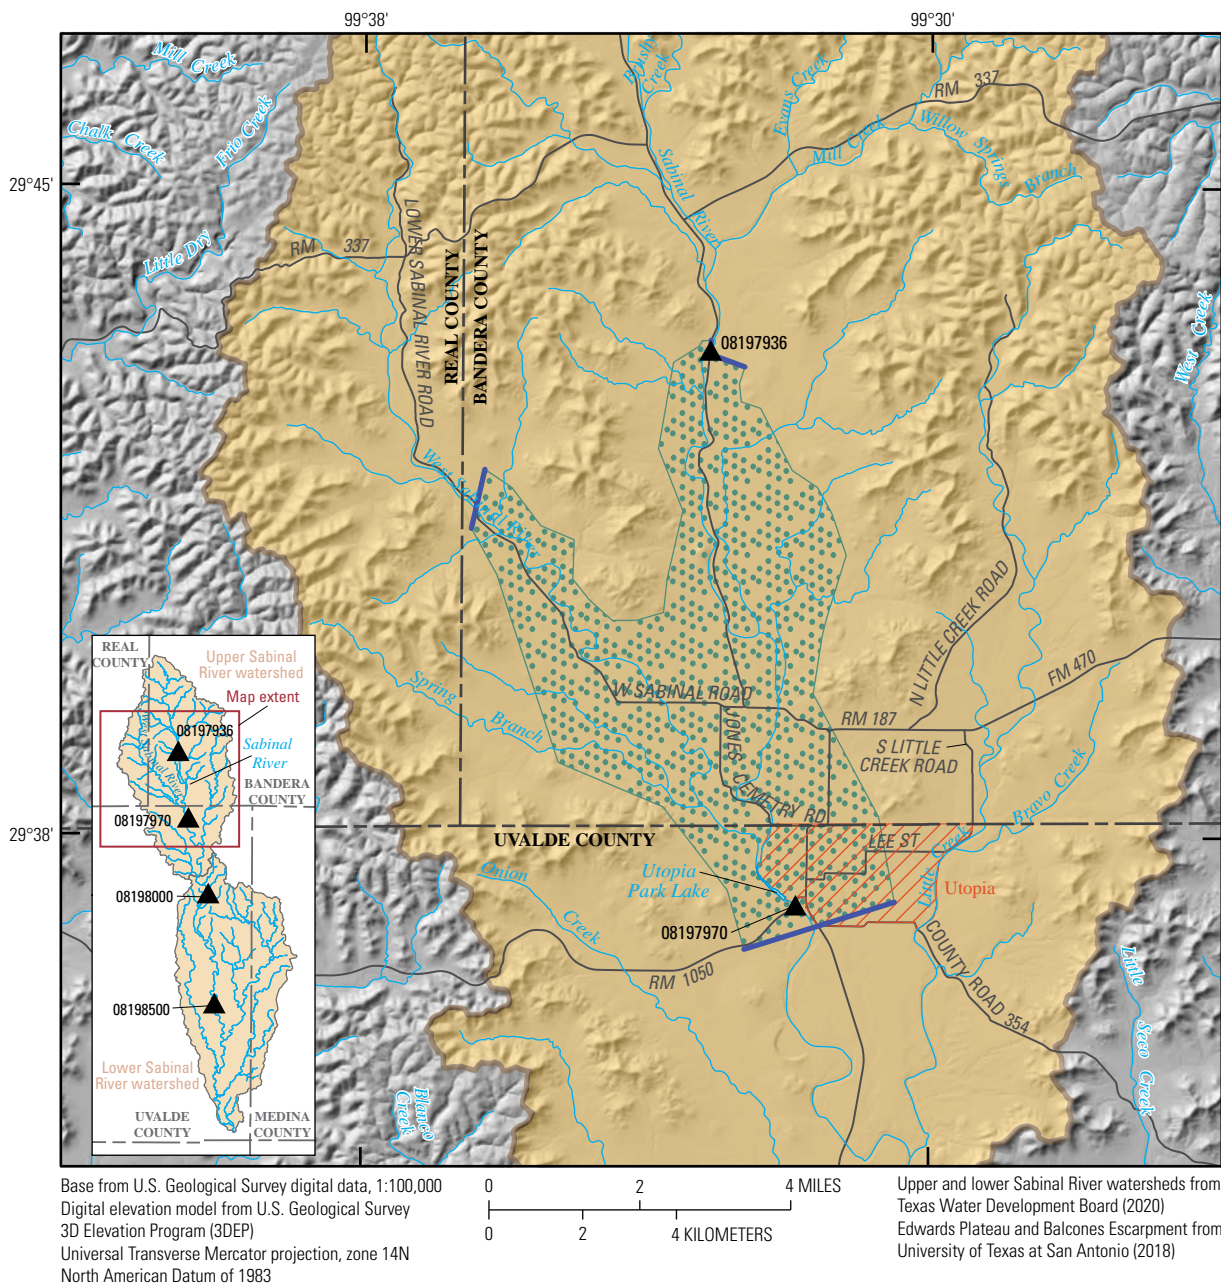 99°38'
99°30'
29°45'
29°38'
Mill Creek
Chalk Creek
Frio Creek
Little Dry
Bushy
Creek
Evans Creek
RM 337
Mill Creek
Willow Springs Branch
Sabinal River
RM 337
LOWER SABINAL RIVER ROAD
REAL COUNTY
BANDERA COUNTY
West Creek
08197936
West Sabinal River
N LITTLE CREEK ROAD
FM 470
W SABINAL ROAD
RM 187
S LITTLE
CREEK ROAD
Spring Branch
JONES CEMETRY RD
Bravo Creek
UVALDE COUNTY
LEE ST
Little Creek
Utopia
Park Lake
Utopia
Onion Creek
08197970
RM 1050
COUNTY ROAD 354
Little Seco Creek
Blanco
Creek
REAL
COUNTY
Upper Sabinal
River watershed
Map extent
08197936
West Sabinal River
Sabinal
River
BANDERA
COUNTY
08197970
08198000
08198500
Lower Sabinal
River watershed
UVALDE
COUNTY
MEDINA
COUNTY
Base from U.S. Geological Survey digital data, 1:100,000
Digital elevation model from U.S. Geological Survey
3D Elevation Program (3DEP)
Universal Transverse Mercator projection, zone 14N
North American Datum of 1983
0 2 4 MILES
0 2 4 KILOMETERS
Upper and lower Sabinal River watersheds from
Texas Water Development Board (2020)
Edwards Plateau and Balcones Escarpment from
University of Texas at San Antonio (2018)